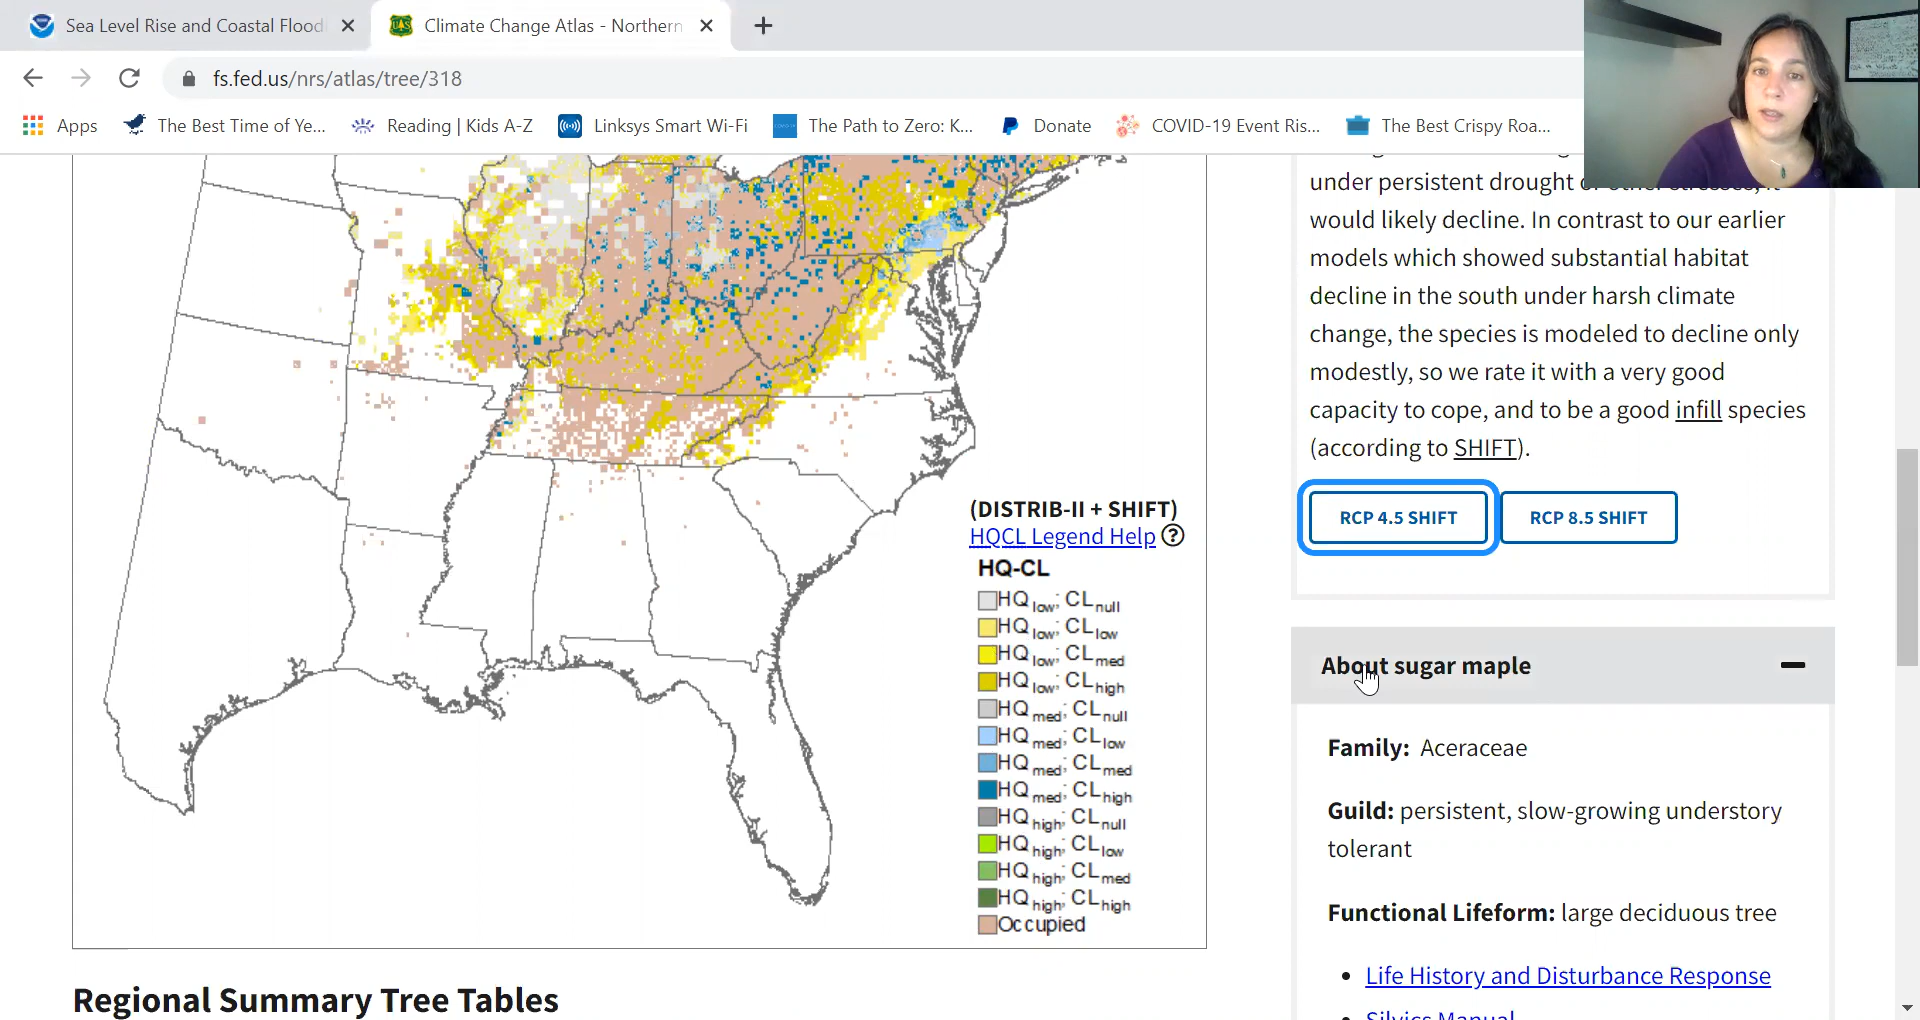 Sea Level Rise and Coastal Flood
Climate Change Atlas - Northern
fs.fed.us/nrs/atlas/tree/318
Apps
The Best Time of Ye...
Reading | Kids A-Z
Linksys Smart Wi-Fi
The Path to Zero: K...
Donate
COVID-19 Event Ris...
The Best Crispy Roa...
under persistent drought
would likely decline. In contrast to our earlier
models which showed substantial habitat
decline in the south under harsh climate
change, the species is modeled to decline only
modestly, so we rate it with a very good
capacity to cope, and to be a good infill species
(according to SHIFT).
RCP 4.5 SHIFT
RCP 8.5 SHIFT
(DISTRIB-II + SHIFT)
HQCL Legend Help ?
HQ-CL
HQ low; CL null
HQ low; CL low
HQ low; CL med
HQ low; CL high
HQ med; CL null
HQ med; CL low
HQ med; CL med
HQ med; CL high
HQ high; CL null
HQ high; CL low
HQ high; CL med
HQ high; CL high
Occupied
About sugar maple
Family: Aceraceae
Guild: persistent, slow-growing understory
tolerant
Functional Lifeform: large deciduous tree
• Life History and Disturbance Response
• Silvics Manual
Regional Summary Tree Tables